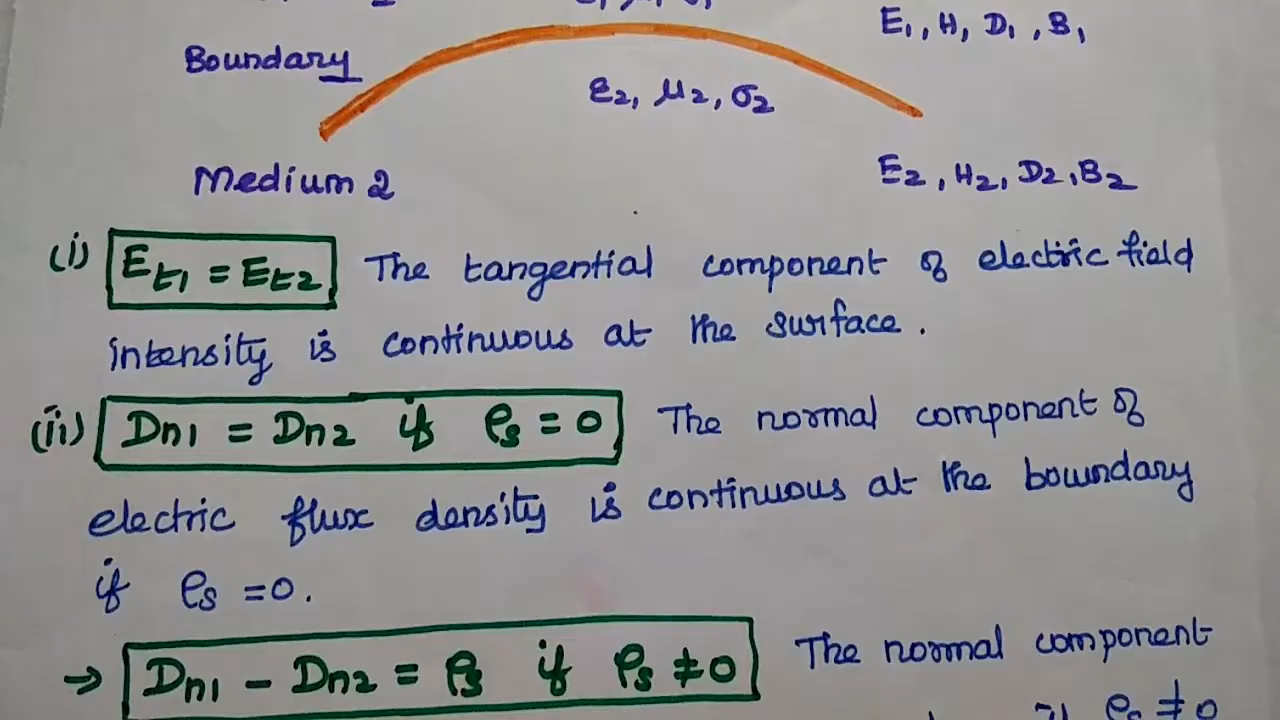 Boundary
E₁, H₁, D₁, B₁
ε₂, μ₂, σ₂
Medium 2
E₂, H₂, D₂, B₂
(i) Et₁ = Et₂ The tangential component of electric field
intensity is continuous at the surface.
(ii) Dn₁ = Dn₂ if ρs = 0 The normal component of
electric flux density is continuous at the boundary
if ρs = 0.
→ Dn₁ - Dn₂ = ρs if ρs ≠ 0 The normal component
ρs ≠ 0